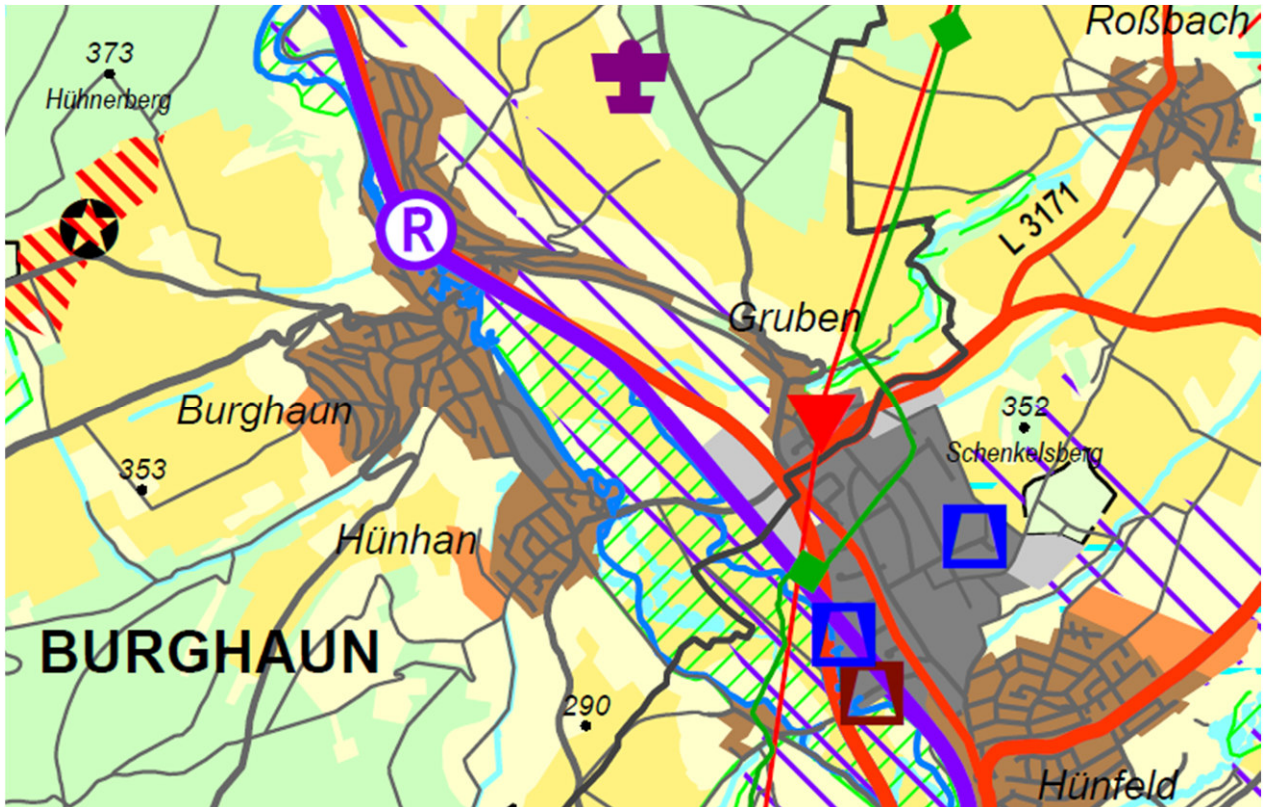 Roßbach
373
Hühnerberg
L 3171
R
Gruben
Burghaun
352
Schenkelsberg
353
Hünhan
BURGHAUN
290
Hünfeld